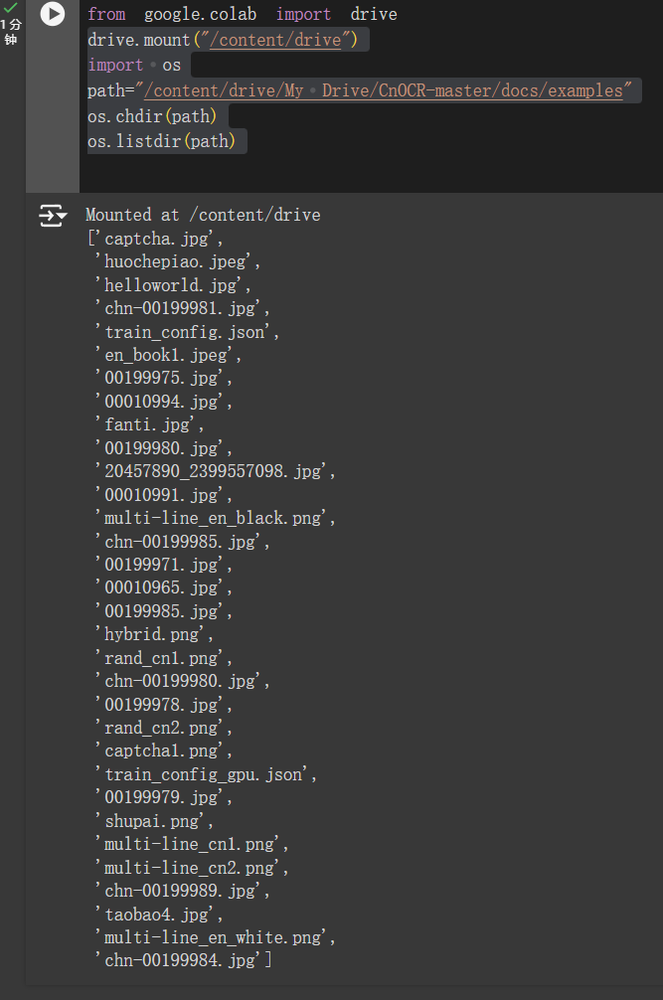 1 分
钟
from google.colab import drive
drive.mount("/content/drive")
import os
path="/content/drive/My Drive/CnOCR-master/docs/examples"
os.chdir(path)
os.listdir(path)
Mounted at /content/drive
['captcha.jpg',
'huochepiao.jpeg',
'helloworld.jpg',
'chn-00199981.jpg',
'train_config.json',
'en_book1.jpeg',
'00199975.jpg',
'00010994.jpg',
'fanti.jpg',
'00199980.jpg',
'20457890_2399557098.jpg',
'00010991.jpg',
'multi-line_en_black.png',
'chn-00199985.jpg',
'00199971.jpg',
'00010965.jpg',
'00199985.jpg',
'hybrid.png',
'rand_cn1.png',
'chn-00199980.jpg',
'00199978.jpg',
'rand_cn2.png',
'captcha1.png',
'train_config_gpu.json',
'00199979.jpg',
'shupai.png',
'multi-line_cn1.png',
'multi-line_cn2.png',
'chn-00199989.jpg',
'taobao4.jpg',
'multi-line_en_white.png',
'chn-00199984.jpg']